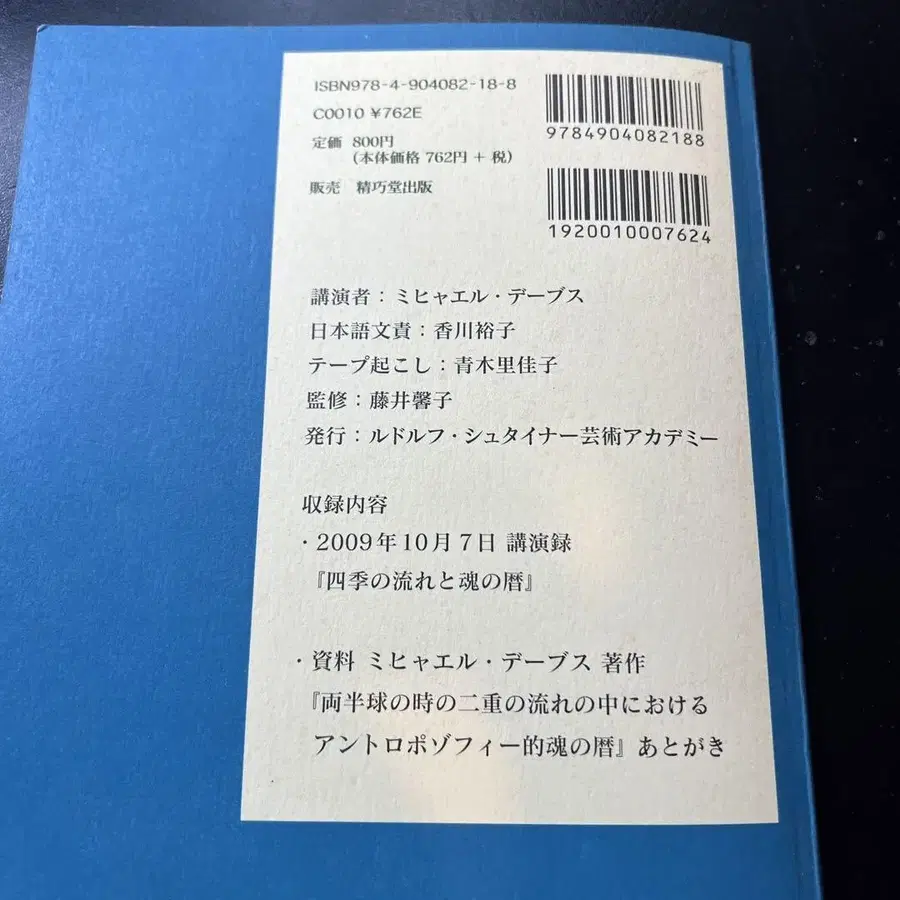 ISBN978-4-904082-18-8
C0010 ¥762E
定価 800円
(本体価格 762円 + 税)
販売 精巧堂出版
9784904082188
1920010007624
講演者：ミヒャエル・デーブス
日本語文責：香川裕子
テープ起こし：青木里佳子
監修：藤井馨子
発行：ルドルフ・シュタイナー芸術アカデミー
収録内容
・2009年10月7日 講演録
『四季の流れと魂の暦』
・資料 ミヒャエル・デーブス 著作
『両半球の時の二重の流れの中における
アントロポゾフィー的魂の暦』あとがき